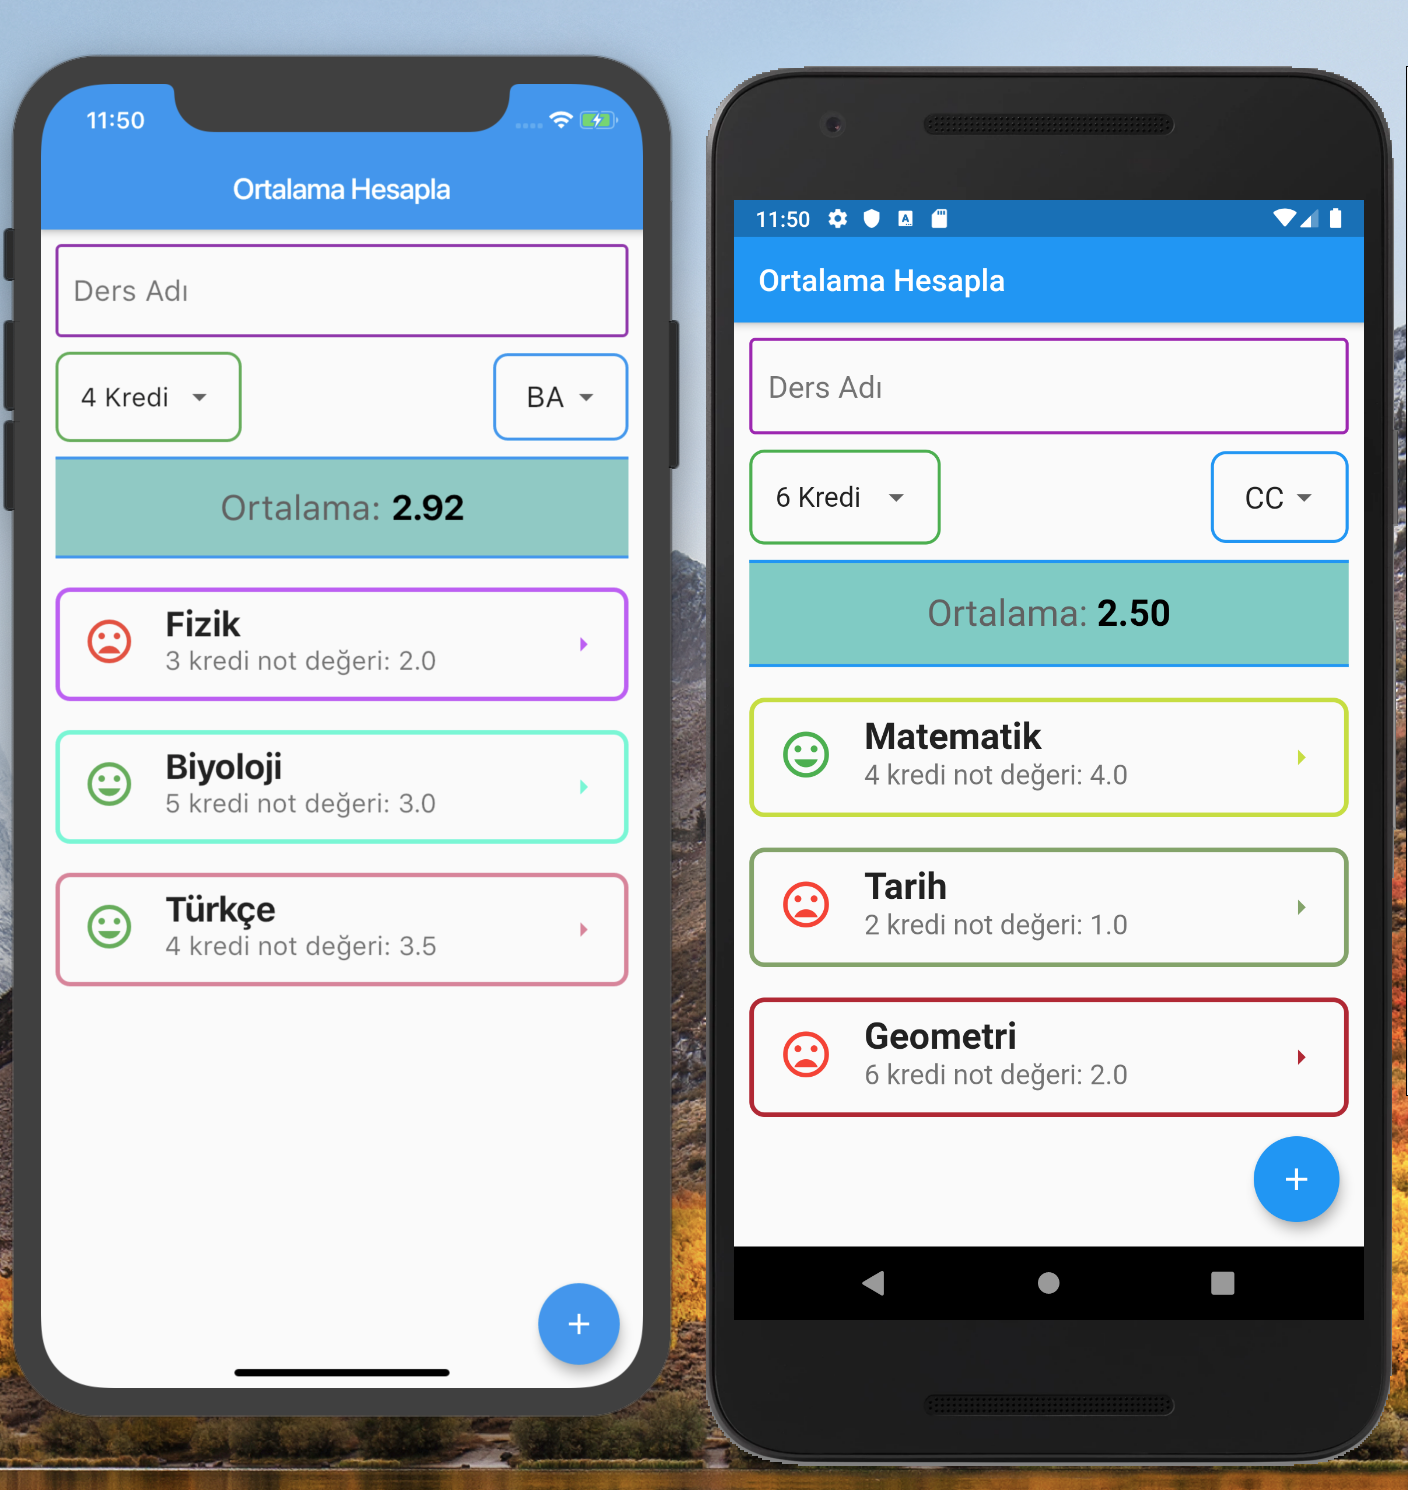 11:50
Ortalama Hesapla
Ders Adı
4 Kredi
BA
Ortalama: 2.92
Fizik
3 kredi not değeri: 2.0
Biyoloji
5 kredi not değeri: 3.0
Türkçe
4 kredi not değeri: 3.5
11:50
Ortalama Hesapla
Ders Adı
6 Kredi
CC
Ortalama: 2.50
Matematik
4 kredi not değeri: 4.0
Tarih
2 kredi not değeri: 1.0
Geometri
6 kredi not değeri: 2.0